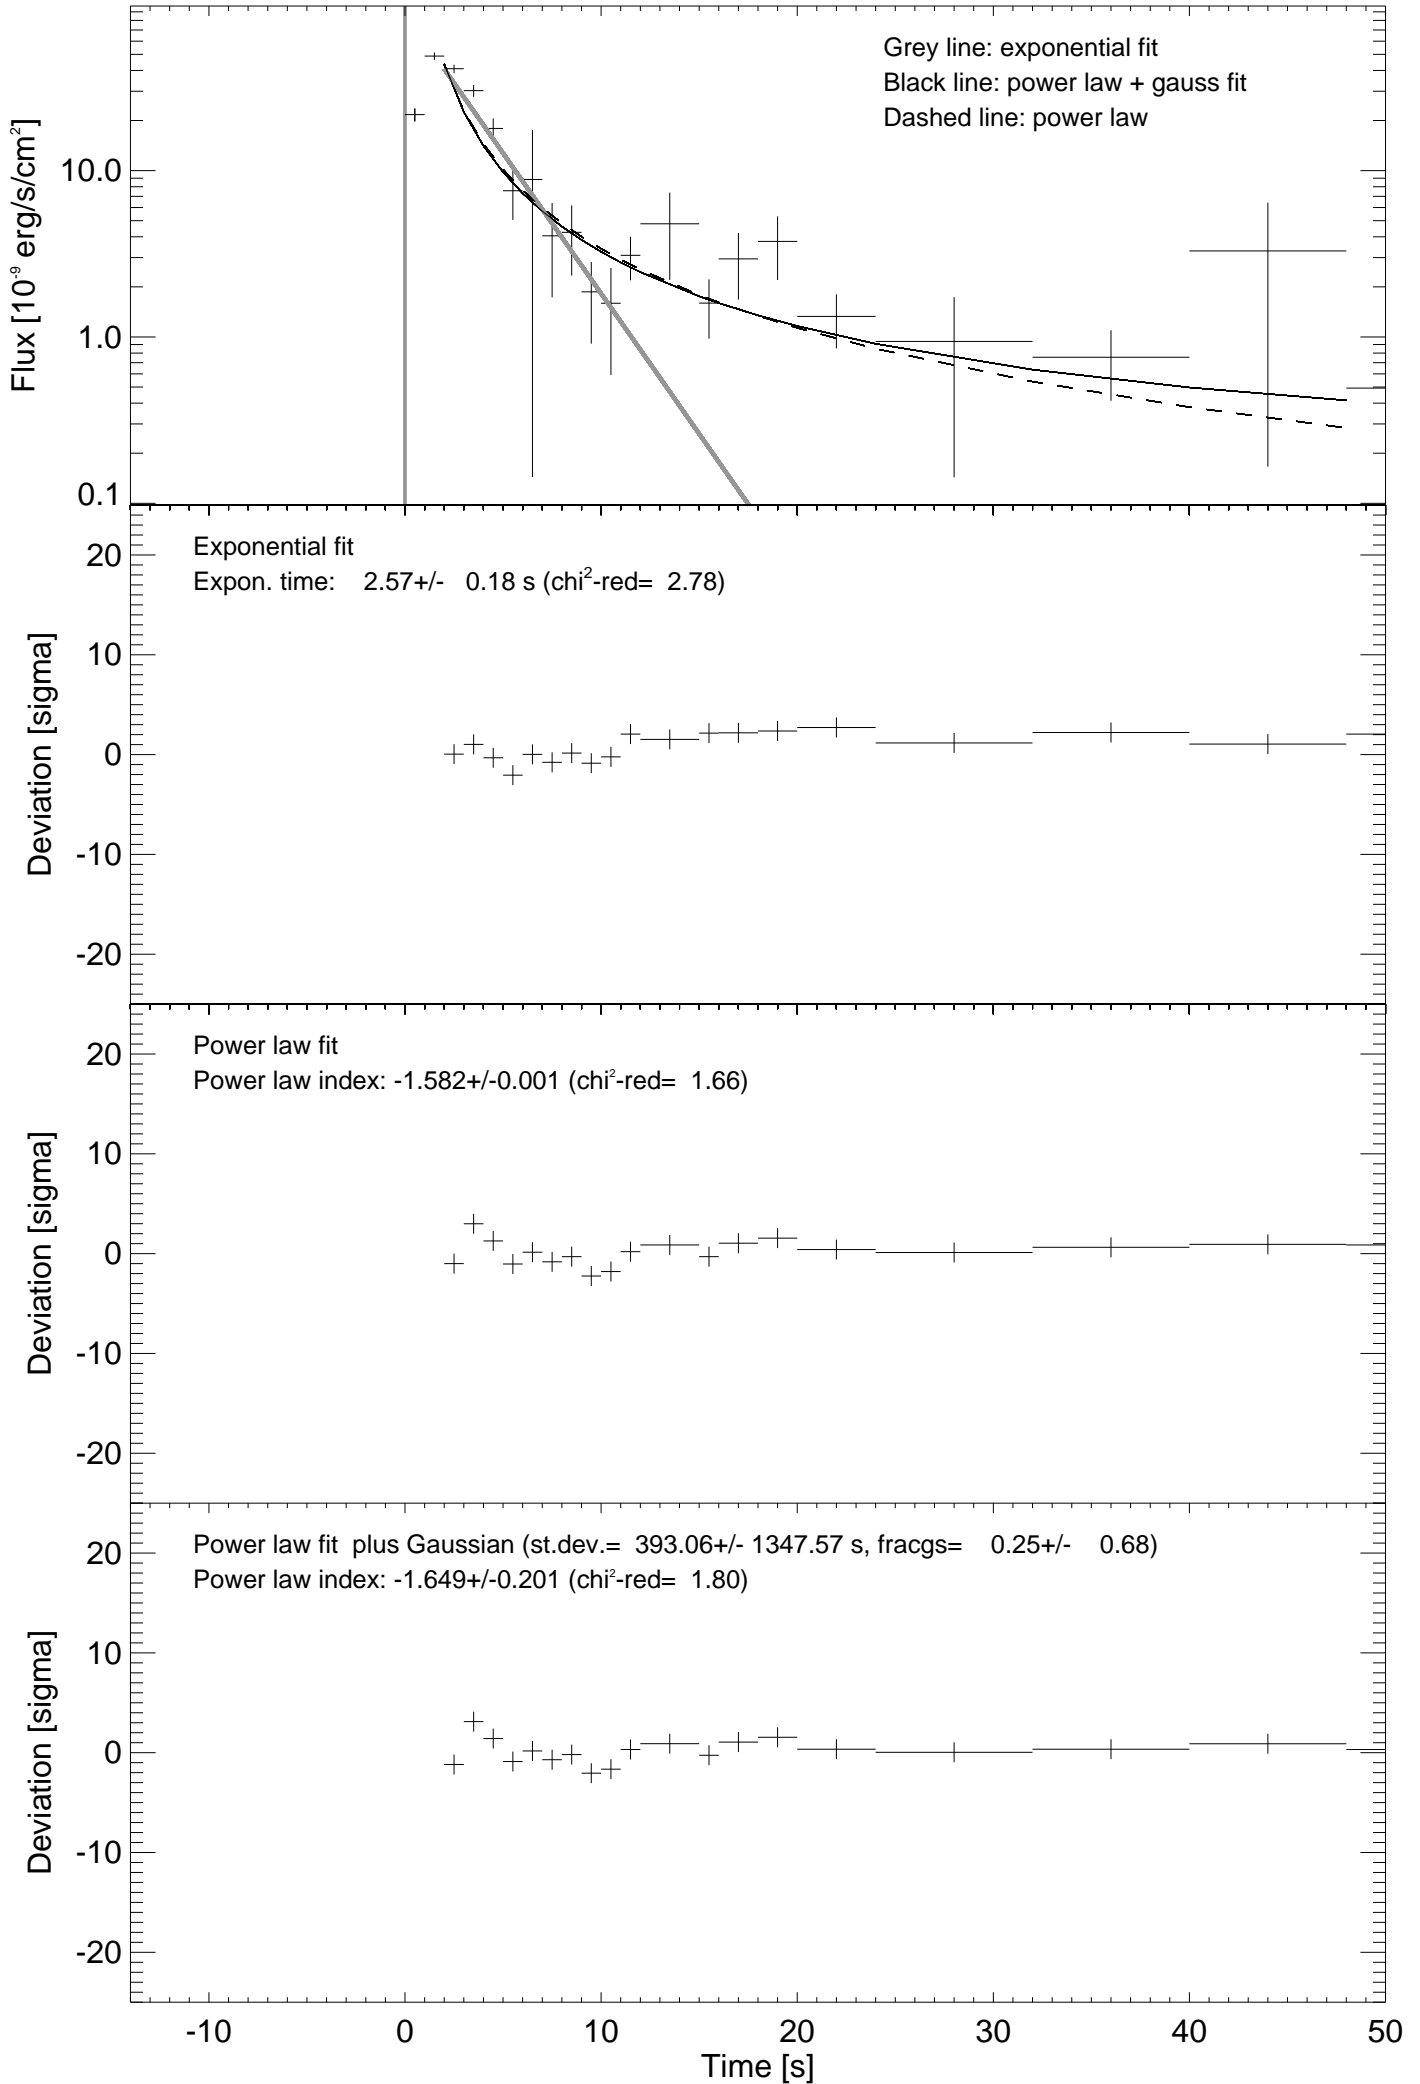 Grey line: exponential fit
Black line: power law + gauss fit
Dashed line: power law
Flux [10⁻⁹ erg/s/cm²]
10.0
1.0
0.1
Exponential fit
Expon. time: 2.57+/- 0.18 s (chi²-red= 2.78)
Deviation [sigma]
20
10
0
-10
-20
Power law fit
Power law index: -1.582+/-0.001 (chi²-red= 1.66)
Deviation [sigma]
20
10
0
-10
-20
Power law fit plus Gaussian (st.dev.= 393.06+/- 1347.57 s, fracgs= 0.25+/- 0.68)
Power law index: -1.649+/-0.201 (chi²-red= 1.80)
Deviation [sigma]
20
10
0
-10
-20
-10 0 10 20 30 40 50
Time [s]